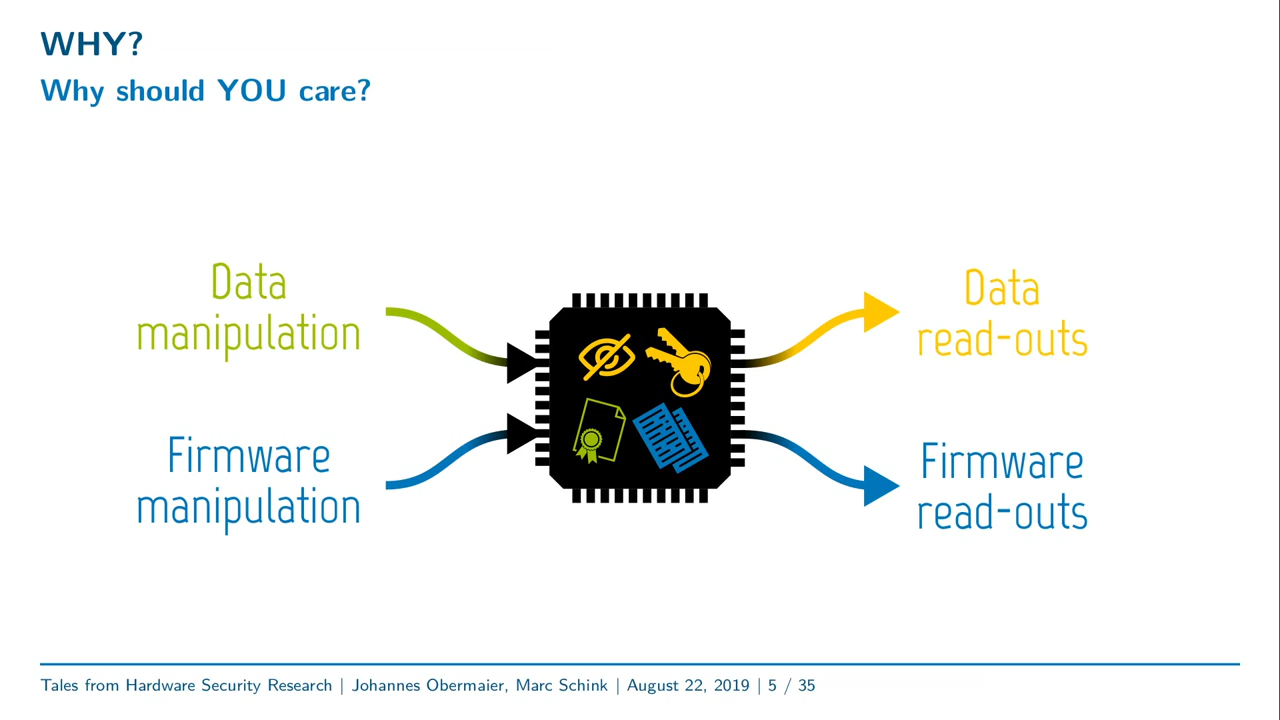 WHY?
Why should YOU care?
Data
manipulation
Data
read-outs
Firmware
manipulation
Firmware
read-outs
Tales from Hardware Security Research | Johannes Obermaier, Marc Schink | August 22, 2019 | 5 / 35